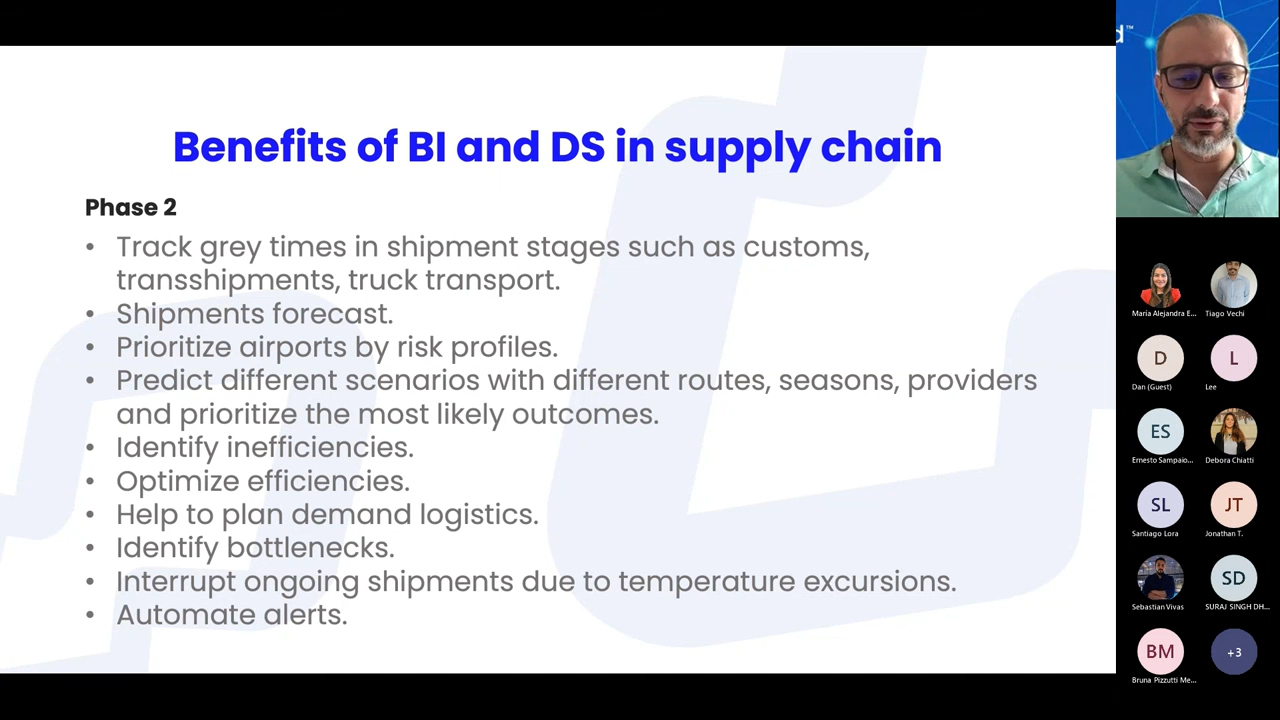 Benefits of BI and DS in supply chain
Phase 2
• Track grey times in shipment stages such as customs,
transshipments, truck transport.
• Shipments forecast.
• Prioritize airports by risk profiles.
• Predict different scenarios with different routes, seasons, providers
and prioritize the most likely outcomes.
• Identify inefficiencies.
• Optimize efficiencies.
• Help to plan demand logistics.
• Identify bottlenecks.
• Interrupt ongoing shipments due to temperature excursions.
• Automate alerts.
d™
María Alejandra E...
Tiago Vechi
D
Dan (Guest)
L
Lee
ES
Ernesto Sampaio...
Debora Chiatti
SL
Santiago Lora
JT
Jonathan T.
Sebastian Vivas
SD
SURAJ SINGH DH...
BM
Bruna Pizzutti Me...
+3